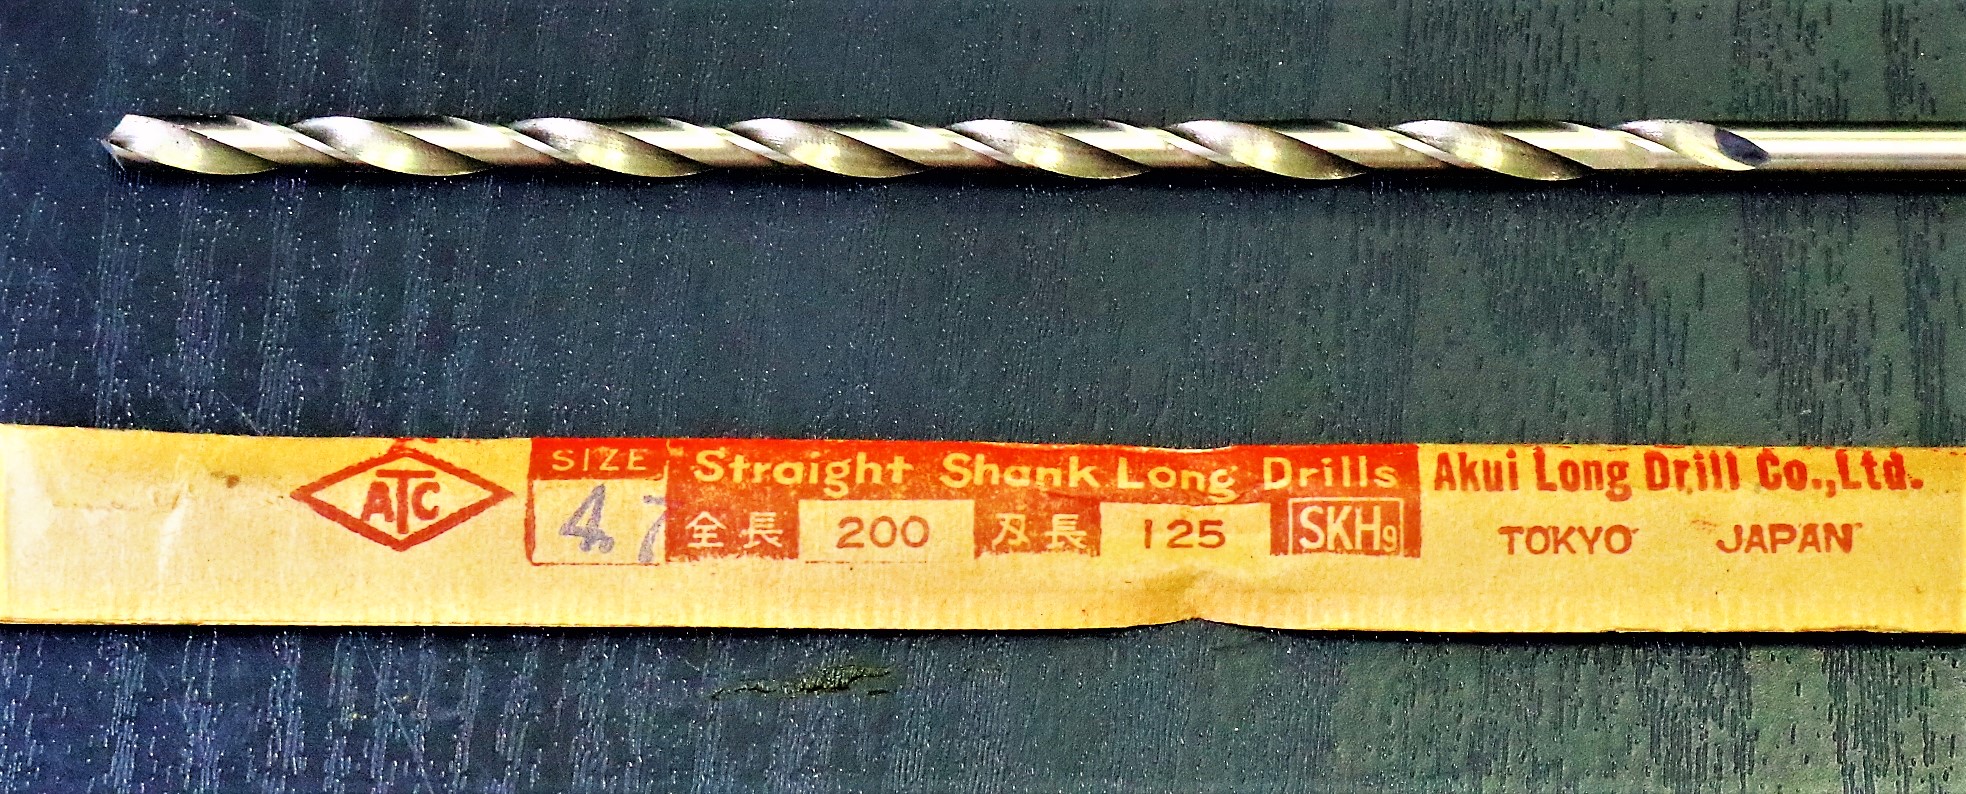 ATC
SIZE
4.7
Straight Shank Long Drills
全長 200 刃長 125 SKH9
Akui Long Drill Co.,Ltd.
TOKYO JAPAN